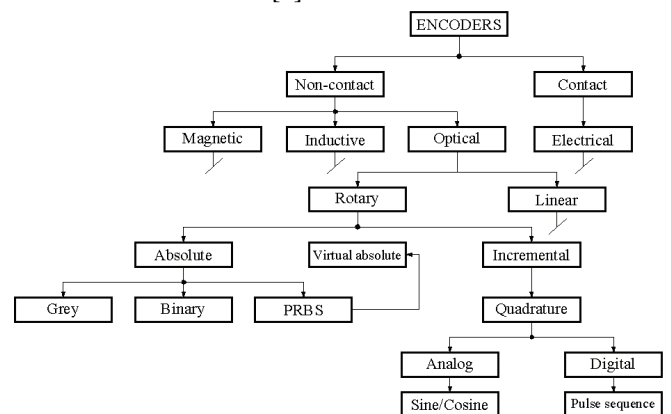 ENCODERS
Non-contact Contact
Magnetic Inductive Optical Electrical
Rotary Linear
Absolute Virtual absolute Incremental
Grey Binary PRBS Quadrature
Analog Digital
Sine/Cosine Pulse sequence